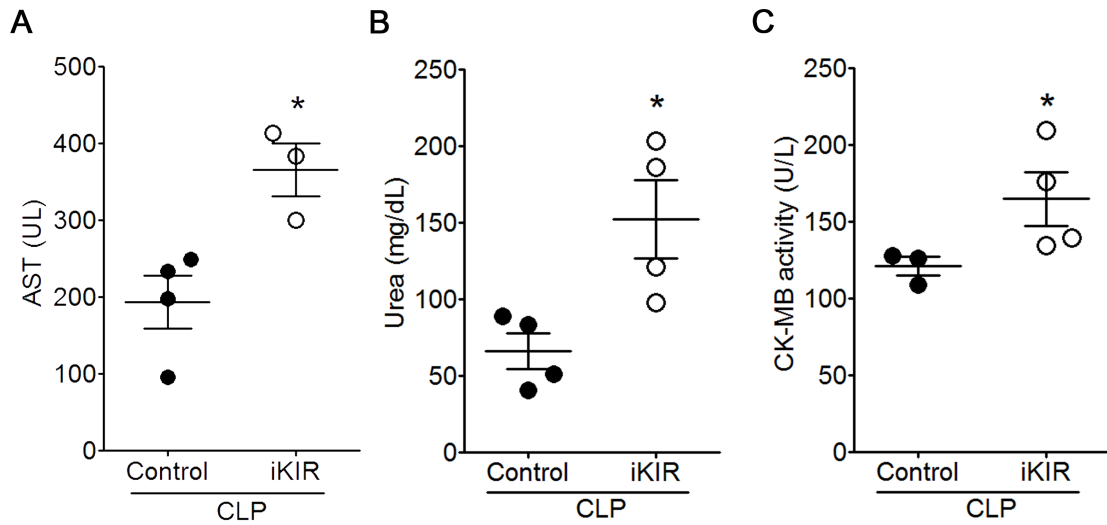 A
AST (UL)
500
400
300
200
100
0
*
Control iKIR
CLP
B
Urea (mg/dL)
250
200
150
100
50
0
*
Control iKIR
CLP
C
CK-MB activity (U/L)
250
200
150
100
50
0
*
Control iKIR
CLP